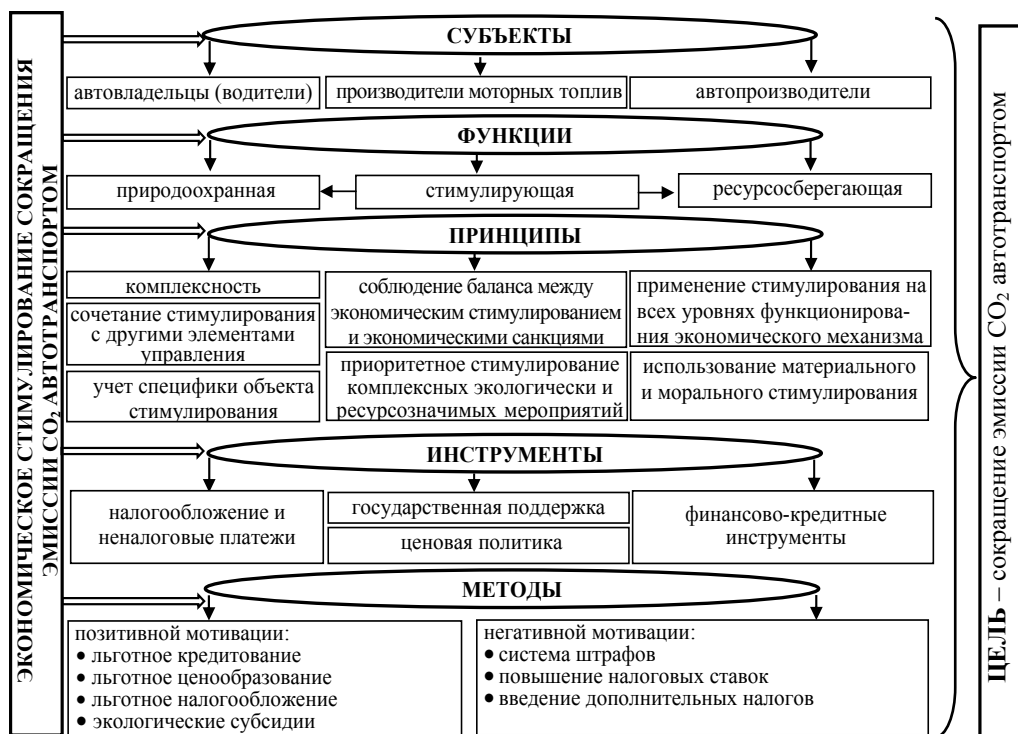 ЭКОНОМИЧЕСКОЕ СТИМУЛИРОВАНИЕ СОКРАЩЕНИЯ
ЭМИССИИ CO₂ АВТОТРАНСПОРТОМ
СУБЪЕКТЫ
автовладельцы (водители)
производители моторных топлив
автопроизводители
ФУНКЦИИ
природоохранная
стимулирующая
ресурсосберегающая
ПРИНЦИПЫ
комплексность
сочетание стимулирования
с другими элементами
управления
учет специфики объекта
стимулирования
соблюдение баланса между
экономическим стимулированием
и экономическими санкциями
приоритетное стимулирование
комплексных экологически и
ресурсозначимых мероприятий
применение стимулирования на
всех уровнях функционирова-
ния экономического механизма
использование материального
и морального стимулирования
ИНСТРУМЕНТЫ
налогообложение и
неналоговые платежи
государственная поддержка
ценовая политика
финансово-кредитные
инструменты
МЕТОДЫ
позитивной мотивации:
● льготное кредитование
● льготное ценообразование
● льготное налогообложение
● экологические субсидии
негативной мотивации:
● система штрафов
● повышение налоговых ставок
● введение дополнительных налогов
ЦЕЛЬ – сокращение эмиссии CO₂ автотранспортом